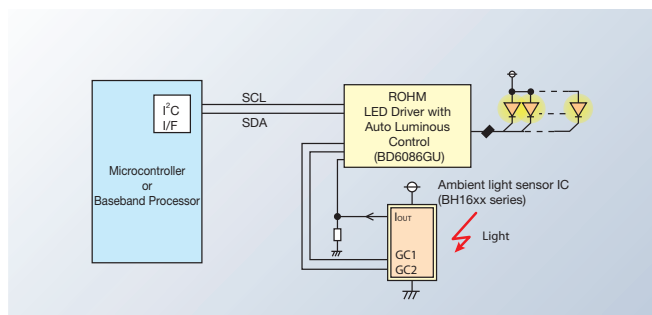 I²C
I/F
Microcontroller
or
Baseband Processor
SCL
SDA
ROHM
LED Driver with
Auto Luminous
Control
(BD6086GU)
Ambient light sensor IC
(BH16xx series)
IOUT
Light
GC1
GC2